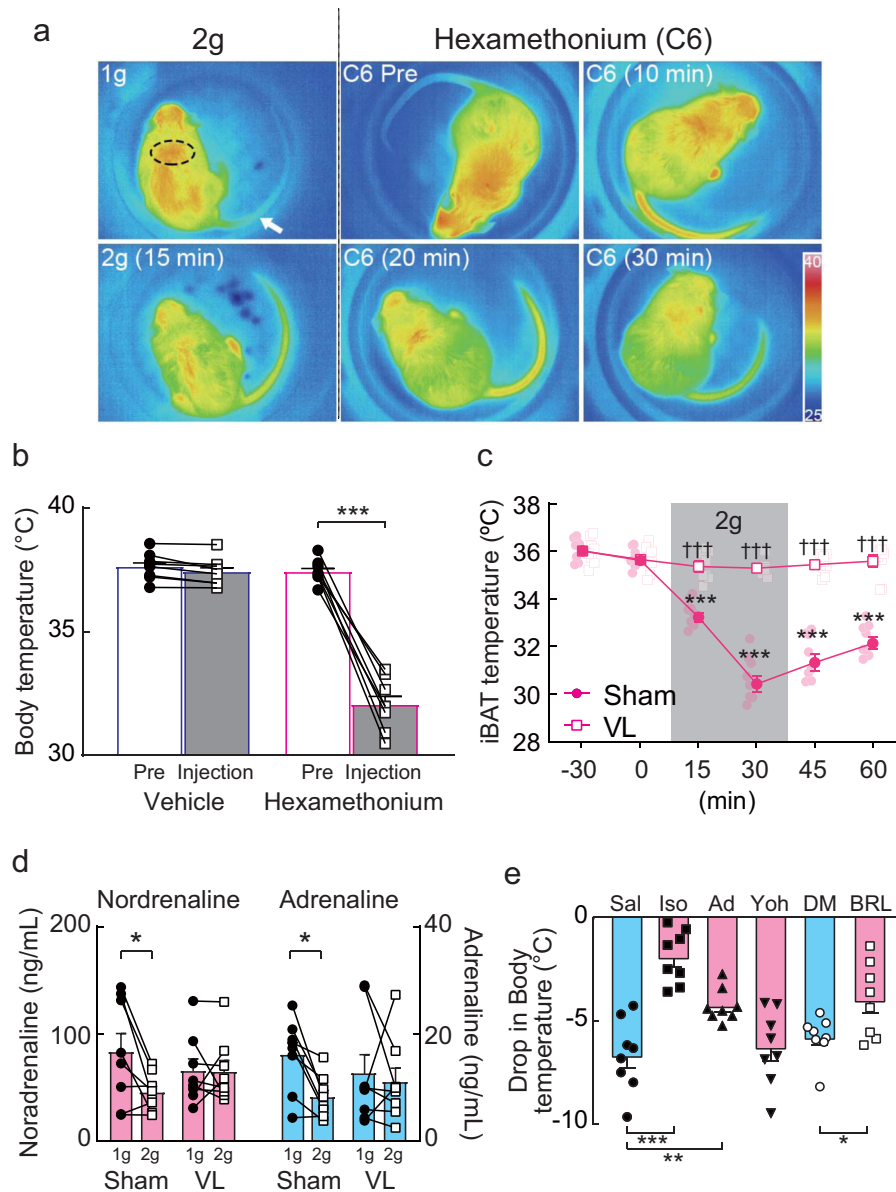 a
2g
Hexamethonium (C6)
1g
C6 Pre
C6 (10 min)
2g (15 min)
C6 (20 min)
C6 (30 min)
40
25
b
Body temperature (°C)
40
35
30
***
Pre
Injection
Pre
Injection
Vehicle
Hexamethonium
c
iBAT temperature (ºC)
38
36
34
32
30
28
2g
†††
†††
†††
†††
***
***
***
***
Sham
VL
-30
0
15
30
45
60
(min)
d
Nordrenaline
Adrenaline
Noradrenaline (ng/mL)
200
100
0
*
*
40
20
0
Adrenaline (ng/mL)
1g
2g
1g
2g
1g
2g
1g
2g
Sham
VL
Sham
VL
e
Sal
Iso
Ad
Yoh
DM
BRL
Drop in Body
temperature (°C)
0
-5
-10
***
**
*